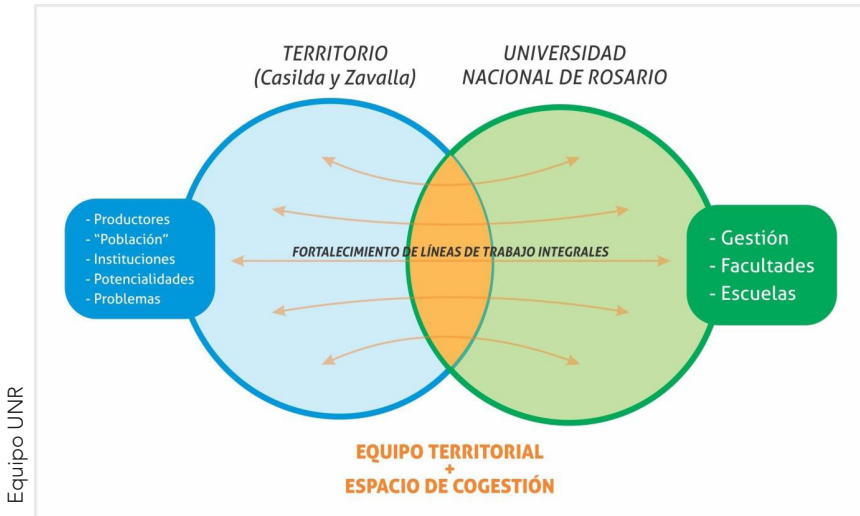 TERRITORIO
(Casilda y Zavalla)
UNIVERSIDAD
NACIONAL DE ROSARIO
- Productores
- "Población"
- Instituciones
- Potencialidades
- Problemas
FORTALECIMIENTO DE LÍNEAS DE TRABAJO INTEGRALES
- Gestión
- Facultades
- Escuelas
EQUIPO TERRITORIAL
+
ESPACIO DE COGESTIÓN
Equipo UNR